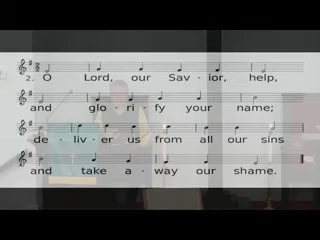 2. O Lord, our Sav - ior, help,
and glo - ri - fy your name;
de - liv - er us from all our sins
and take a - way our shame.